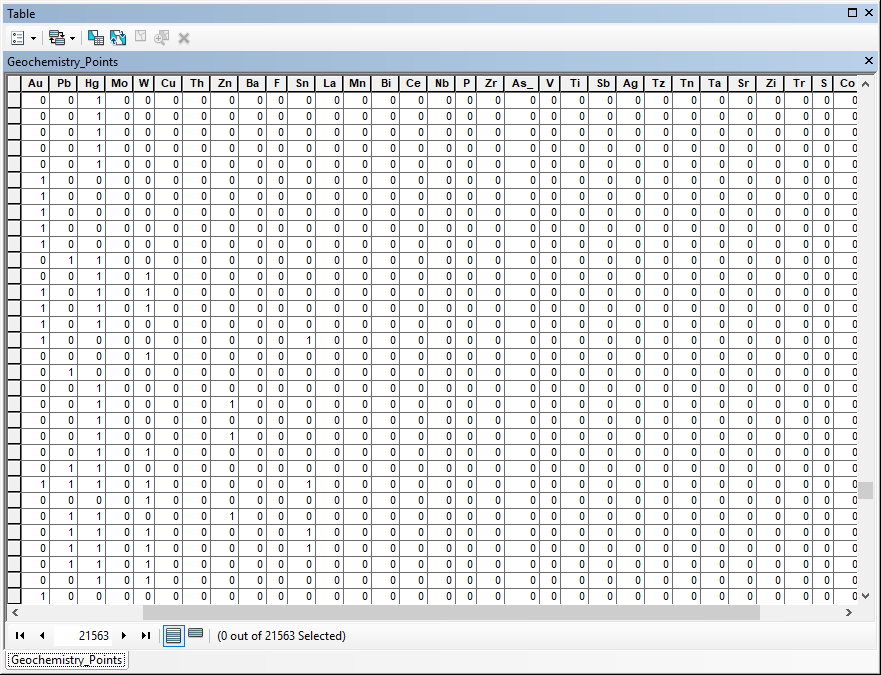 Table
Geochemistry_Points
Au Pb Hg Mo W Cu Th Zn Ba F Sn La Mn Bi Ce Nb P Zr As_ V Ti Sb Ag Tz Tn Ta Sr Zi Tr S Co
0 0 1 0 0 0 0 0 0 0 0 0 0 0 0 0 0 0 0 0 0 0 0 0 0 0 0 0 0 0 0
0 0 1 0 0 0 0 0 0 0 0 0 0 0 0 0 0 0 0 0 0 0 0 0 0 0 0 0 0 0 0
0 0 1 0 0 0 0 0 0 0 0 0 0 0 0 0 0 0 0 0 0 0 0 0 0 0 0 0 0 0 0
0 0 1 0 0 0 0 0 0 0 0 0 0 0 0 0 0 0 0 0 0 0 0 0 0 0 0 0 0 0 0
0 0 1 0 0 0 0 0 0 0 0 0 0 0 0 0 0 0 0 0 0 0 0 0 0 0 0 0 0 0 0
1 0 0 0 0 0 0 0 0 0 0 0 0 0 0 0 0 0 0 0 0 0 0 0 0 0 0 0 0 0 0
1 0 0 0 0 0 0 0 0 0 0 0 0 0 0 0 0 0 0 0 0 0 0 0 0 0 0 0 0 0 0
1 0 0 0 0 0 0 0 0 0 0 0 0 0 0 0 0 0 0 0 0 0 0 0 0 0 0 0 0 0 0
1 0 0 0 0 0 0 0 0 0 0 0 0 0 0 0 0 0 0 0 0 0 0 0 0 0 0 0 0 0 0
1 0 0 0 0 0 0 0 0 0 0 0 0 0 0 0 0 0 0 0 0 0 0 0 0 0 0 0 0 0 0
0 1 1 0 0 0 0 0 0 0 0 0 0 0 0 0 0 0 0 0 0 0 0 0 0 0 0 0 0 0 0
0 0 1 0 1 0 0 0 0 0 0 0 0 0 0 0 0 0 0 0 0 0 0 0 0 0 0 0 0 0 0
1 0 1 0 1 0 0 0 0 0 0 0 0 0 0 0 0 0 0 0 0 0 0 0 0 0 0 0 0 0 0
1 0 1 0 1 0 0 0 0 0 0 0 0 0 0 0 0 0 0 0 0 0 0 0 0 0 0 0 0 0 0
1 0 1 0 0 0 0 0 0 0 0 0 0 0 0 0 0 0 0 0 0 0 0 0 0 0 0 0 0 0 0
1 0 0 0 0 0 0 0 0 0 1 0 0 0 0 0 0 0 0 0 0 0 0 0 0 0 0 0 0 0 0
0 0 0 0 1 0 0 0 0 0 0 0 0 0 0 0 0 0 0 0 0 0 0 0 0 0 0 0 0 0 0
0 1 0 0 0 0 0 0 0 0 0 0 0 0 0 0 0 0 0 0 0 0 0 0 0 0 0 0 0 0 0
0 0 1 0 0 0 0 0 0 0 0 0 0 0 0 0 0 0 0 0 0 0 0 0 0 0 0 0 0 0 0
0 0 1 0 0 0 0 1 0 0 0 0 0 0 0 0 0 0 0 0 0 0 0 0 0 0 0 0 0 0 0
0 0 1 0 0 0 0 0 0 0 0 0 0 0 0 0 0 0 0 0 0 0 0 0 0 0 0 0 0 0 0
0 0 1 0 0 0 0 1 0 0 0 0 0 0 0 0 0 0 0 0 0 0 0 0 0 0 0 0 0 0 0
0 0 1 0 1 0 0 0 0 0 0 0 0 0 0 0 0 0 0 0 0 0 0 0 0 0 0 0 0 0 0
0 1 1 0 0 0 0 0 0 0 0 0 0 0 0 0 0 0 0 0 0 0 0 0 0 0 0 0 0 0 0
1 1 1 0 1 0 0 0 0 0 1 0 0 0 0 0 0 0 0 0 0 0 0 0 0 0 0 0 0 0 0
0 0 0 0 1 0 0 0 0 0 0 0 0 0 0 0 0 0 0 0 0 0 0 0 0 0 0 0 0 0 0
0 1 1 0 0 0 0 1 0 0 0 0 0 0 0 0 0 0 0 0 0 0 0 0 0 0 0 0 0 0 0
0 1 1 0 1 0 0 0 0 0 1 0 0 0 0 0 0 0 0 0 0 0 0 0 0 0 0 0 0 0 0
0 1 1 0 1 0 0 0 0 0 1 0 0 0 0 0 0 0 0 0 0 0 0 0 0 0 0 0 0 0 0
0 1 1 0 1 0 0 0 0 0 0 0 0 0 0 0 0 0 0 0 0 0 0 0 0 0 0 0 0 0 0
0 0 1 0 1 0 0 0 0 0 0 0 0 0 0 0 0 0 0 0 0 0 0 0 0 0 0 0 0 0 0
1 0 0 0 0 0 0 0 0 0 0 0 0 0 0 0 0 0 0 0 0 0 0 0 0 0 0 0 0 0 0
21563 (0 out of 21563 Selected)
Geochemistry_Points